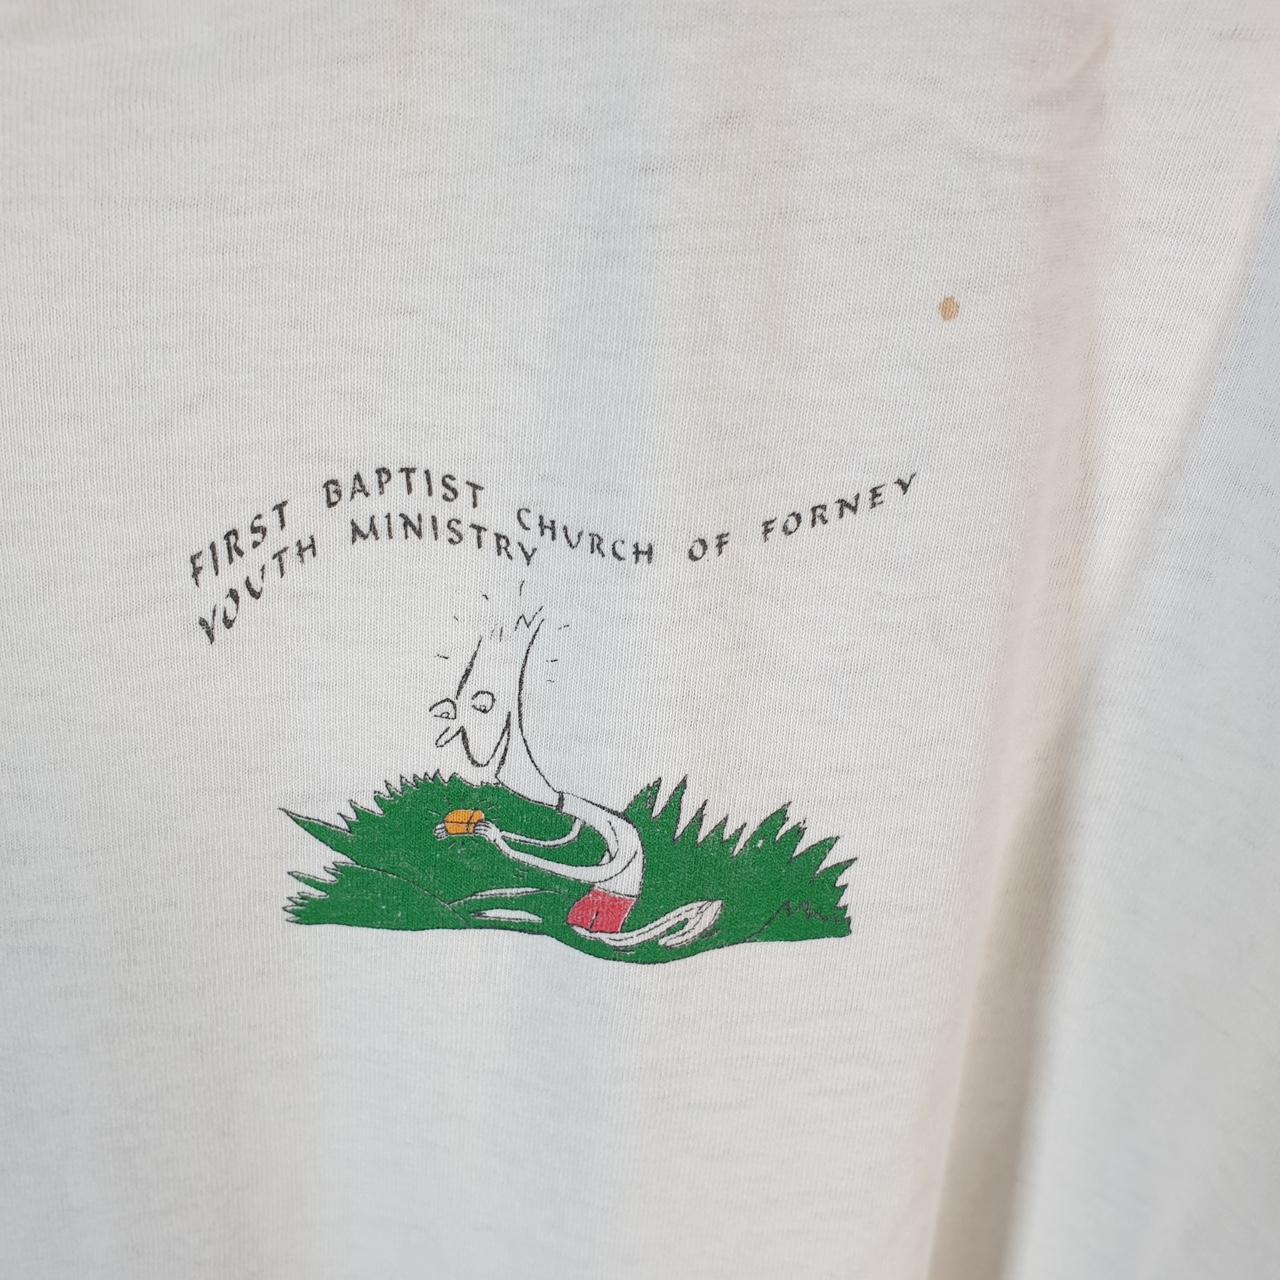 FIRST BAPTIST CHURCH OF FORNEY
YOUTH MINISTRY